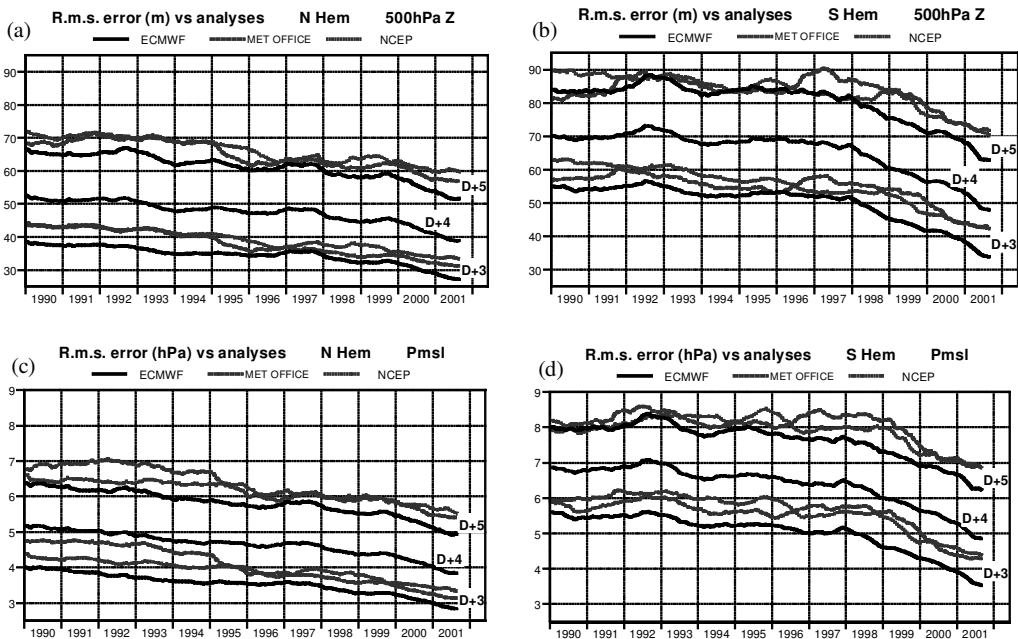 (a)
R.m.s. error (m) vs analyses N Hem 500hPa Z
ECMWF MET OFFICE NCEP
90
80
70
60
50
40
30
D+5
D+4
D+3
1990 1991 1992 1993 1994 1995 1996 1997 1998 1999 2000 2001
(b)
R.m.s. error (m) vs analyses S Hem 500hPa Z
ECMWF MET OFFICE NCEP
90
80
70
60
50
40
30
D+5
D+4
D+3
1990 1991 1992 1993 1994 1995 1996 1997 1998 1999 2000 2001
(c)
R.m.s. error (hPa) vs analyses N Hem Pmsl
ECMWF MET OFFICE NCEP
9
8
7
6
5
4
3
D+5
D+4
D+3
1990 1991 1992 1993 1994 1995 1996 1997 1998 1999 2000 2001
(d)
R.m.s. error (hPa) vs analyses S Hem Pmsl
ECMWF MET OFFICE NCEP
9
8
7
6
5
4
3
D+5
D+4
D+3
1990 1991 1992 1993 1994 1995 1996 1997 1998 1999 2000 2001